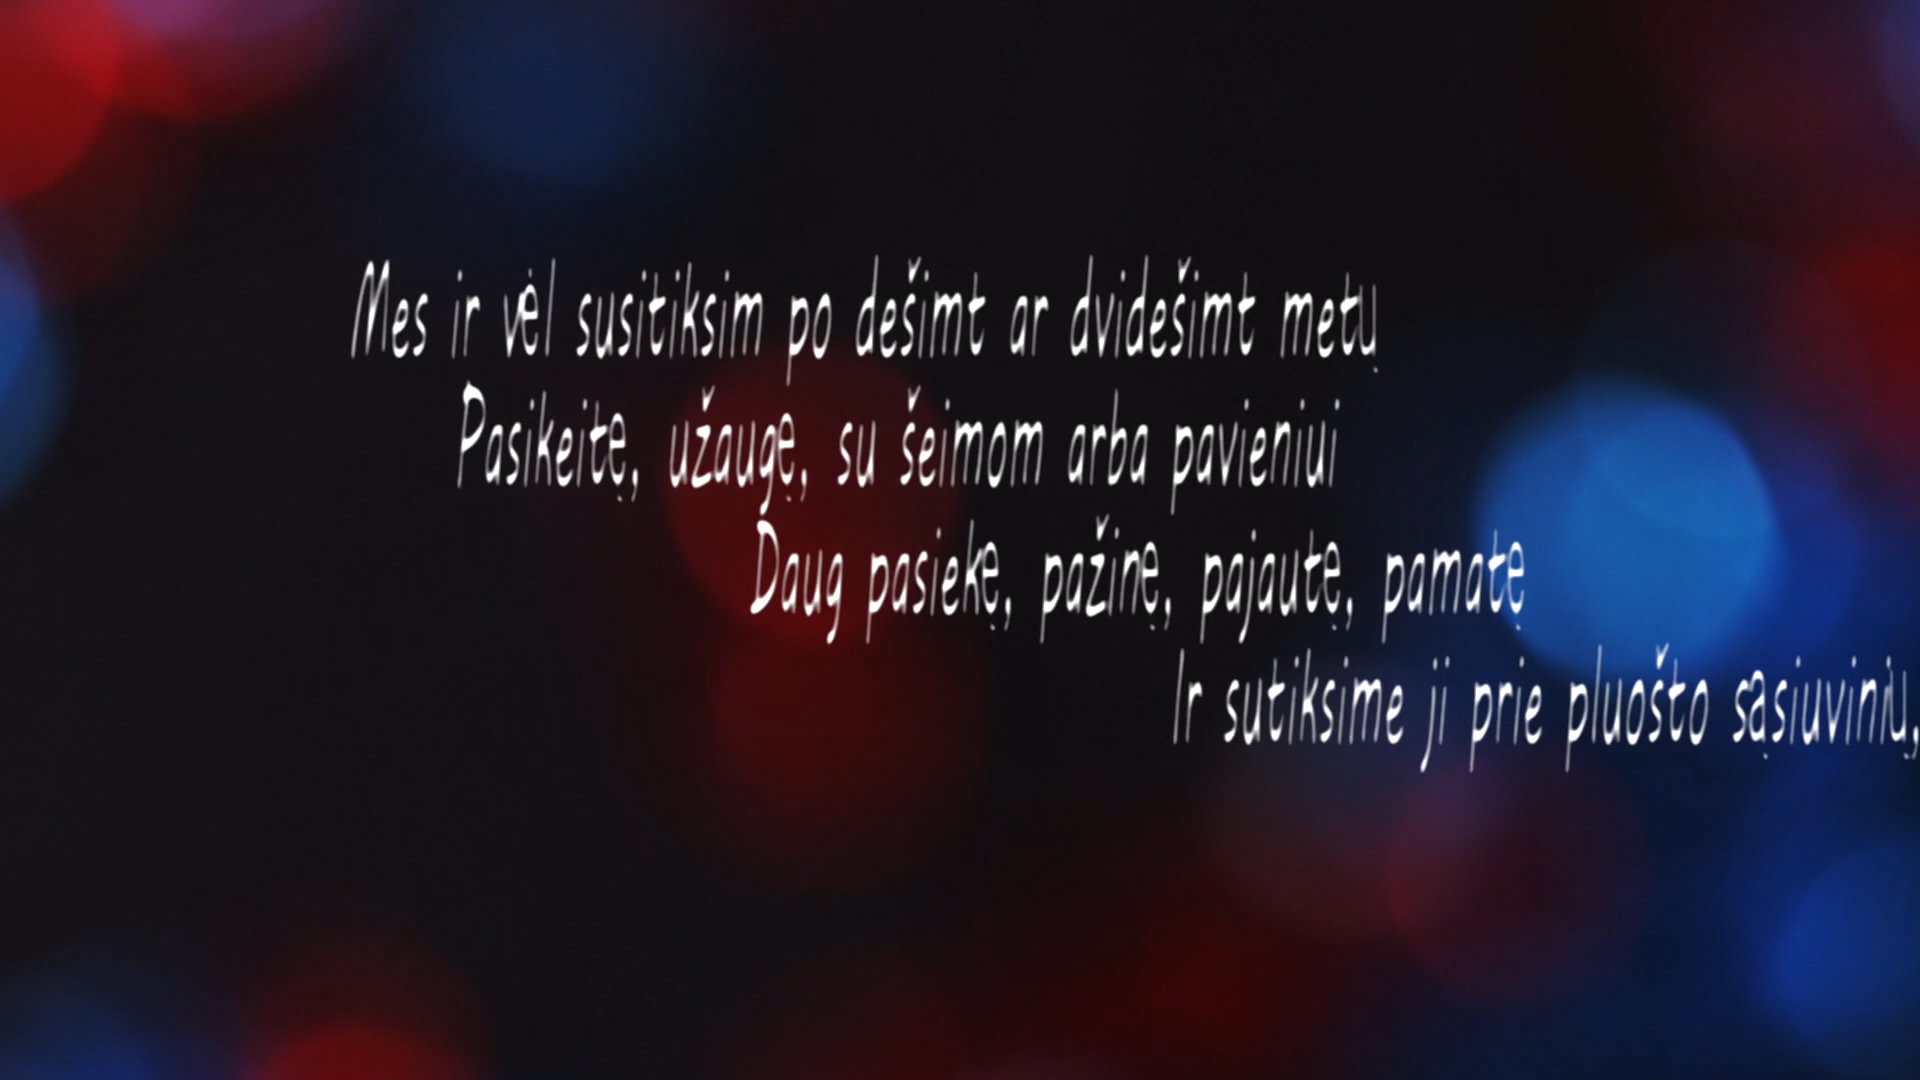 Mes ir vėl susitiksim po dešimt ar dvidešimt metų
Pasikeitę, užaugę, su šeimom arba pavieniui
Daug pasiekę, pažinę, pajautę, pamatę
Ir sutiksime ji prie pluošto sąsiuvinių,